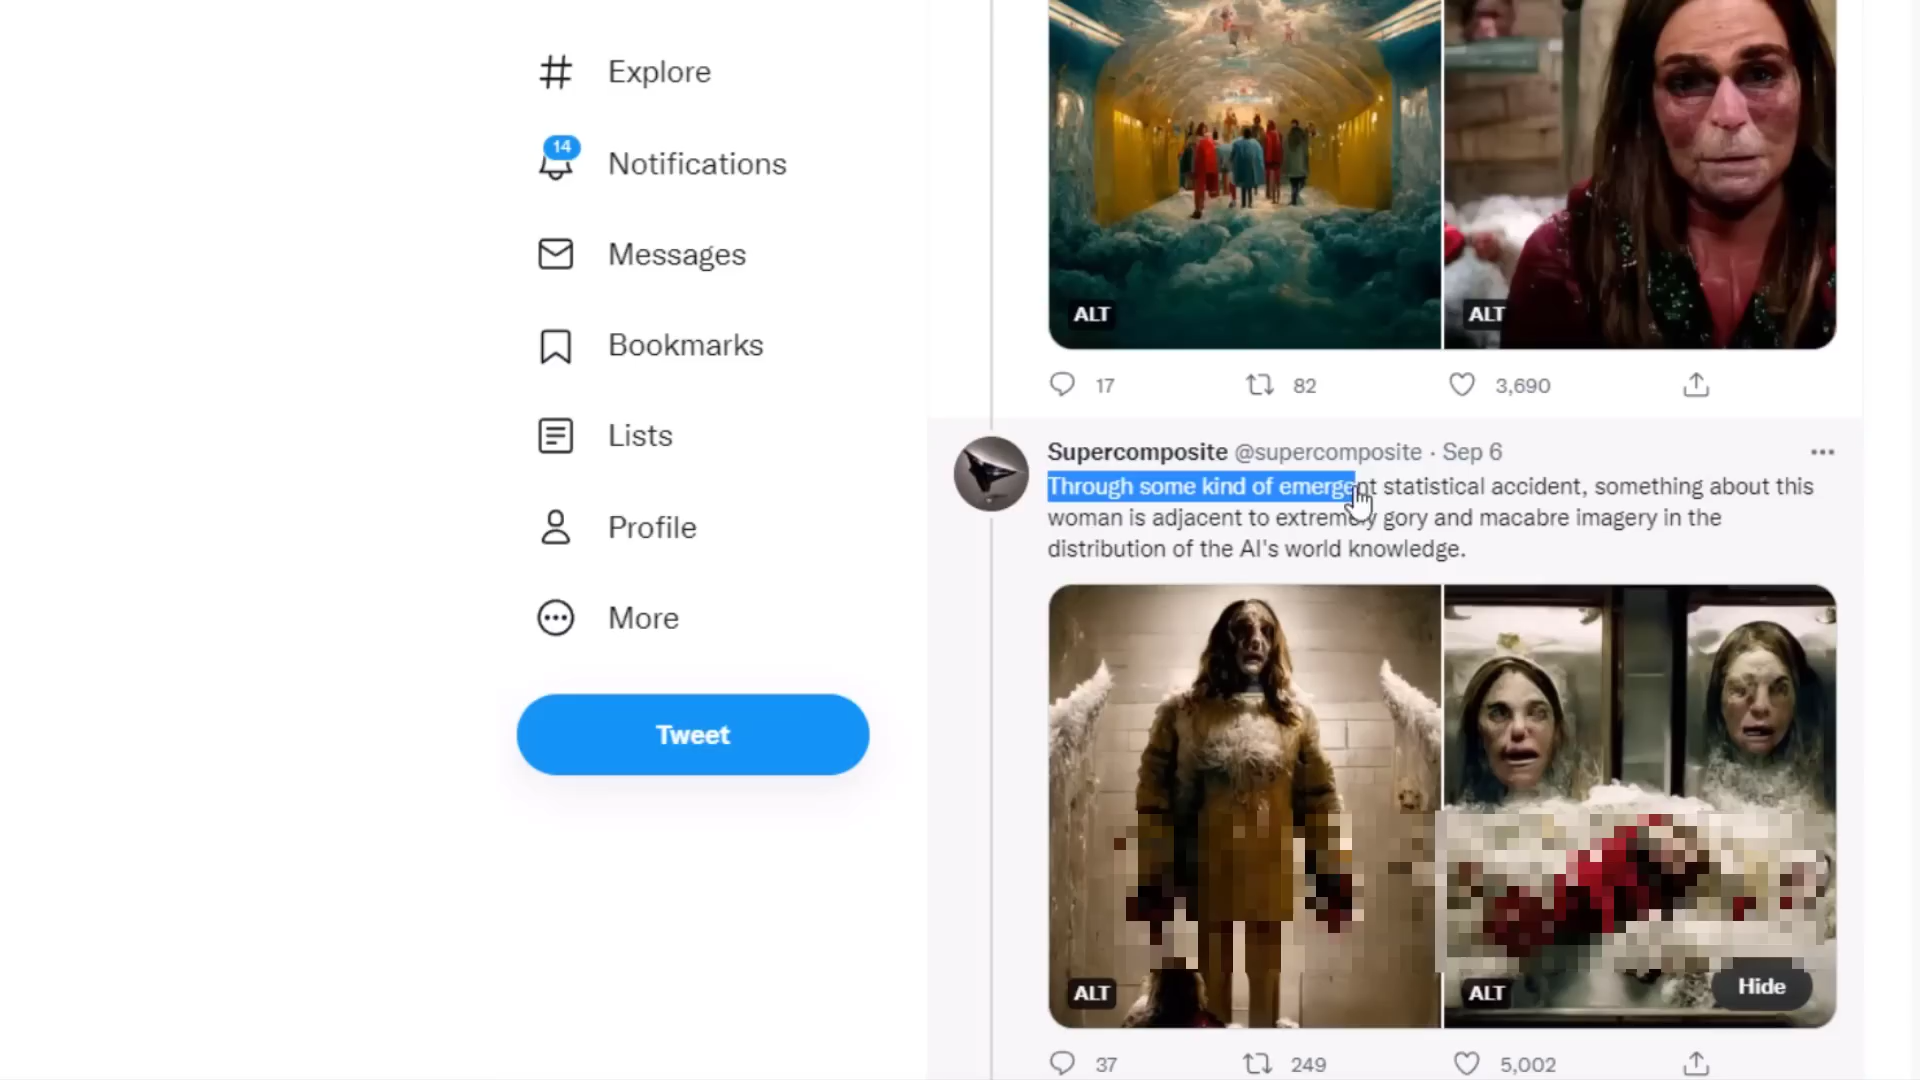 Explore
14
Notifications
Messages
Bookmarks
Lists
Profile
More
Tweet
ALT
ALT
17
82
3,690
Supercomposite @supercomposite · Sep 6
Through some kind of emergent statistical accident, something about this
woman is adjacent to extremely gory and macabre imagery in the
distribution of the AI's world knowledge.
ALT
ALT
Hide
37
249
5,002